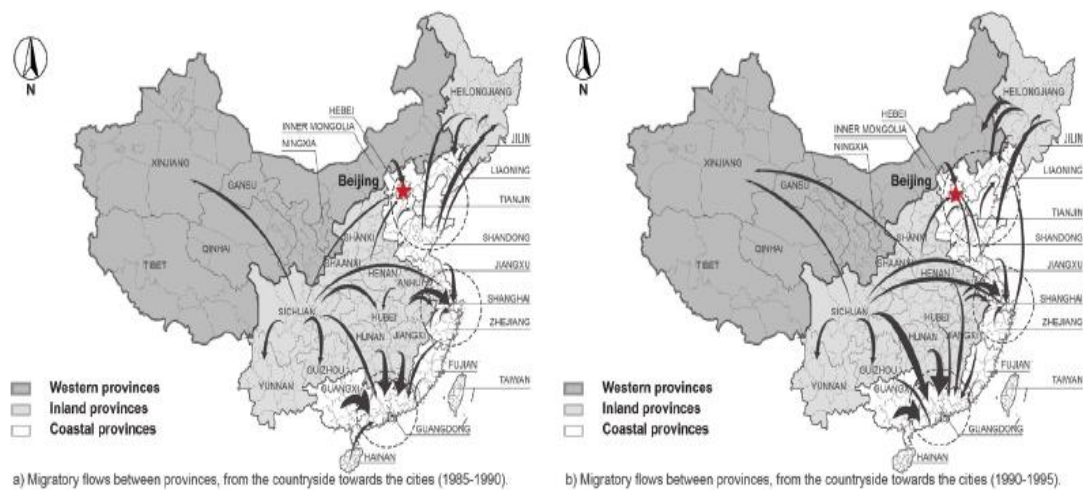 N
HEILONGJIANG
HEBEI
INNER MONGOLIA
NINGXIA
JILIN
LIAONING
XINJIANG
GANSU
Beijing
TIANJIN
SHANXI
SHANDONG
QINHAI
SHAANXI
JIANGXU
TIBET
HENAN
ANHUI
SICHUAN
SHANGHAI
HUBEI
ZHEJIANG
HUNAN
JIANGXI
GUIZHOU
FUJIAN
YUNNAN
GUANGXU
TAIWAN
Western provinces
Inland provinces
Coastal provinces
GUANGDONG
HAINAN
a) Migratory flows between provinces, from the countryside towards the cities (1985-1990).
N
HEILONGJIANG
HEBEI
INNER MONGOLIA
NINGXIA
JILIN
LIAONING
XINJIANG
GANSU
Beijing
TIANJIN
SHANXI
SHANDONG
QINHAI
SHAANXI
JIANGXU
TIBET
HENAN
SICHUAN
SHANGHAI
HUBEI
ZHEJIANG
HUNAN
JIANGXI
GUIZHOU
FUJIAN
YUNNAN
GUANGXU
TAIWAN
Western provinces
Inland provinces
Coastal provinces
GUANGDONG
HAINAN
b) Migratory flows between provinces, from the countryside towards the cities (1990-1995).